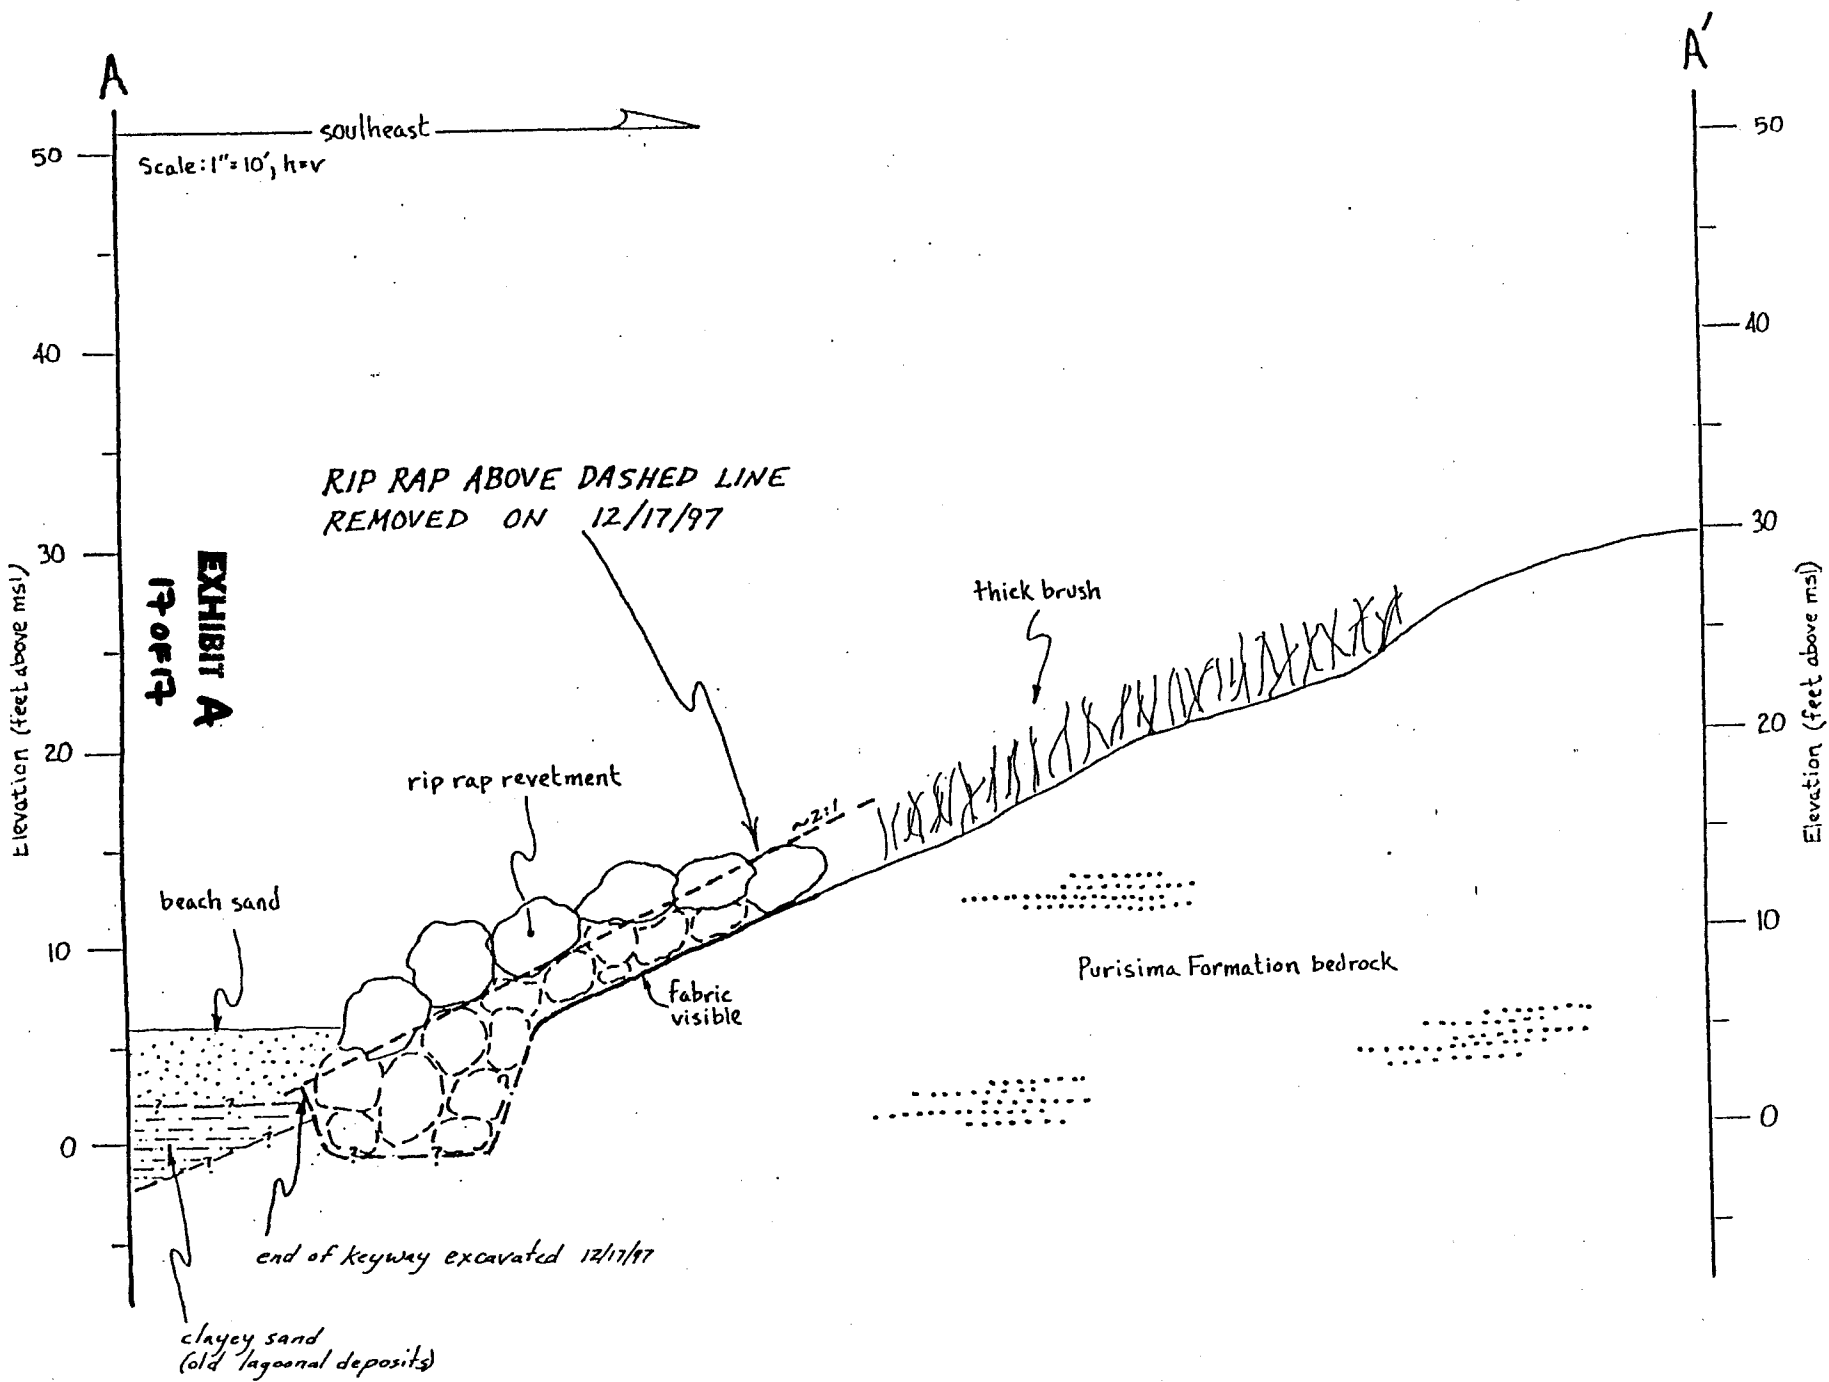 A
A′
southeast
Scale: 1"=10', h=v
50
40
30
20
10
0
50
40
30
20
10
0
Elevation (feet above msl)
Elevation (feet above msl)
RIP RAP ABOVE DASHED LINE
REMOVED ON 12/17/97
EXHIBIT A
17 OF 17
thick brush
rip rap revetment
~2:1
beach sand
fabric
visible
Purisima Formation bedrock
? ?
?
?
?
? ?
end of keyway excavated 12/17/97
clayey sand
(old lagoonal deposits)